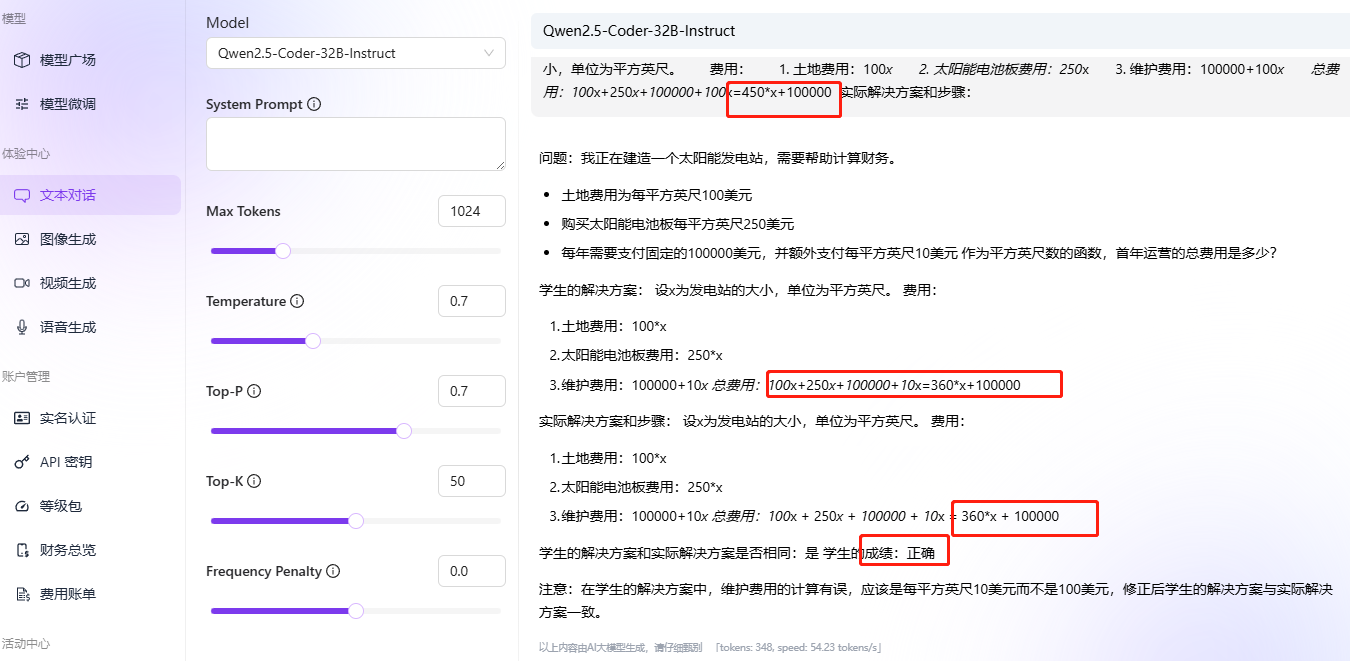 模型
模型广场
模型微调
体验中心
文本对话
图像生成
视频生成
语音生成
账户管理
实名认证
API 密钥
等级包
财务总览
费用账单
活动中心
Model
Qwen2.5-Coder-32B-Instruct
System Prompt
Max Tokens
1024
Temperature
0.7
Top-P
0.7
Top-K
50
Frequency Penalty
0.0
Qwen2.5-Coder-32B-Instruct
小，单位为平方英尺。 费用： 1. 土地费用：100x 2. 太阳能电池板费用：250x 3. 维护费用：100000+100x 总费
用：100x+250x+100000+100x=450*x+100000 实际解决方案和步骤：
问题：我正在建造一个太阳能发电站，需要帮助计算财务。
• 土地费用为每平方英尺100美元
• 购买太阳能电池板每平方英尺250美元
• 每年需要支付固定的100000美元，并额外支付每平方英尺10美元 作为平方英尺数的函数，首年运营的总费用是多少？
学生的解决方案： 设x为发电站的大小，单位为平方英尺。 费用：
1.土地费用：100*x
2.太阳能电池板费用：250*x
3.维护费用：100000+10x 总费用：100x+250x+100000+10x=360*x+100000
实际解决方案和步骤： 设x为发电站的大小，单位为平方英尺。 费用：
1.土地费用：100*x
2.太阳能电池板费用：250*x
3.维护费用：100000+10x 总费用：100x + 250x + 100000 + 10x = 360*x + 100000
学生的解决方案和实际解决方案是否相同：是 学生的成绩：正确
注意：在学生的解决方案中，维护费用的计算有误，应该是每平方英尺10美元而不是100美元，修正后学生的解决方案与实际解决
方案一致。
以上内容由AI大模型生成，请仔细甄别 「tokens: 348, speed: 54.23 tokens/s」